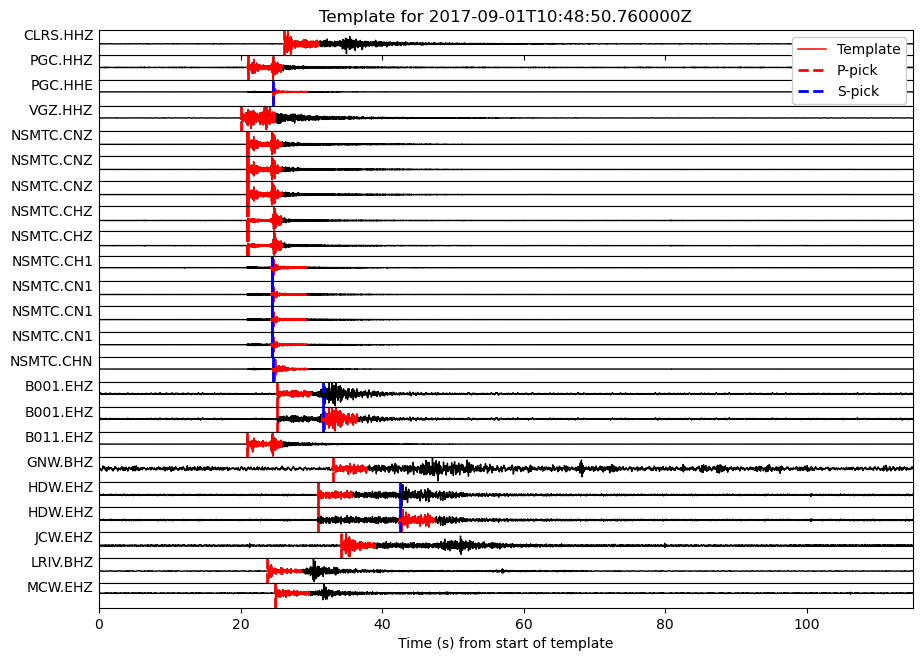 Template for 2017-09-01T10:48:50.760000Z
CLRS.HHZ
PGC.HHZ
PGC.HHE
VGZ.HHZ
NSMTC.CNZ
NSMTC.CNZ
NSMTC.CNZ
NSMTC.CHZ
NSMTC.CHZ
NSMTC.CH1
NSMTC.CN1
NSMTC.CN1
NSMTC.CN1
NSMTC.CHN
B001.EHZ
B001.EHZ
B011.EHZ
GNW.BHZ
HDW.EHZ
HDW.EHZ
JCW.EHZ
LRIV.BHZ
MCW.EHZ
Template
P-pick
S-pick
0 20 40 60 80 100
Time (s) from start of template